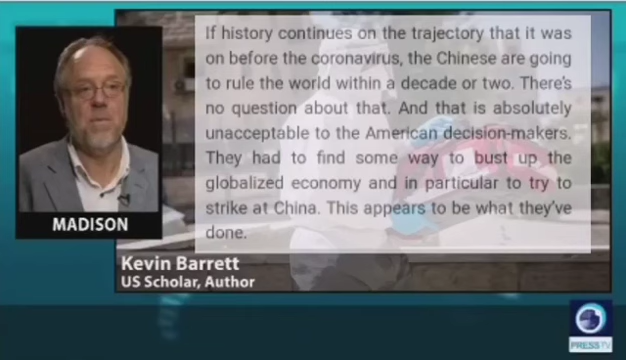 If history continues on the trajectory that it was
on before the coronavirus, the Chinese are going
to rule the world within a decade or two. There's
no question about that. And that is absolutely
unacceptable to the American decision-makers.
They had to find some way to bust up the
globalized economy and in particular to try to
strike at China. This appears to be what they've
done.
MADISON
Kevin Barrett
US Scholar, Author
PRESS TV